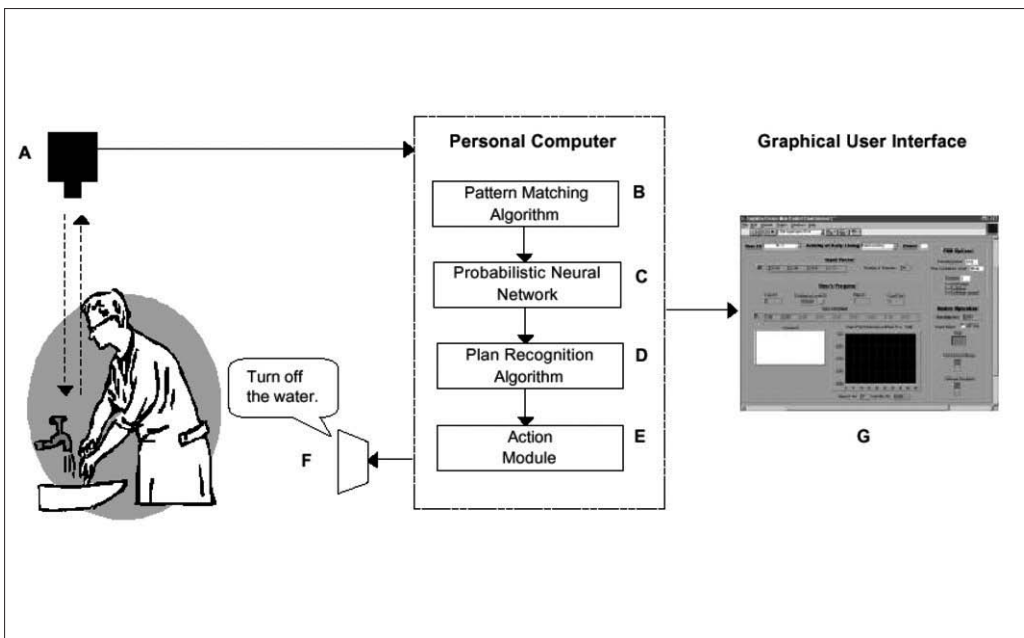 A
Personal Computer
Graphical User Interface
Pattern Matching
Algorithm
B
Probabilistic Neural
Network
C
Plan Recognition
Algorithm
D
Action
Module
E
Turn off
the water.
F
G